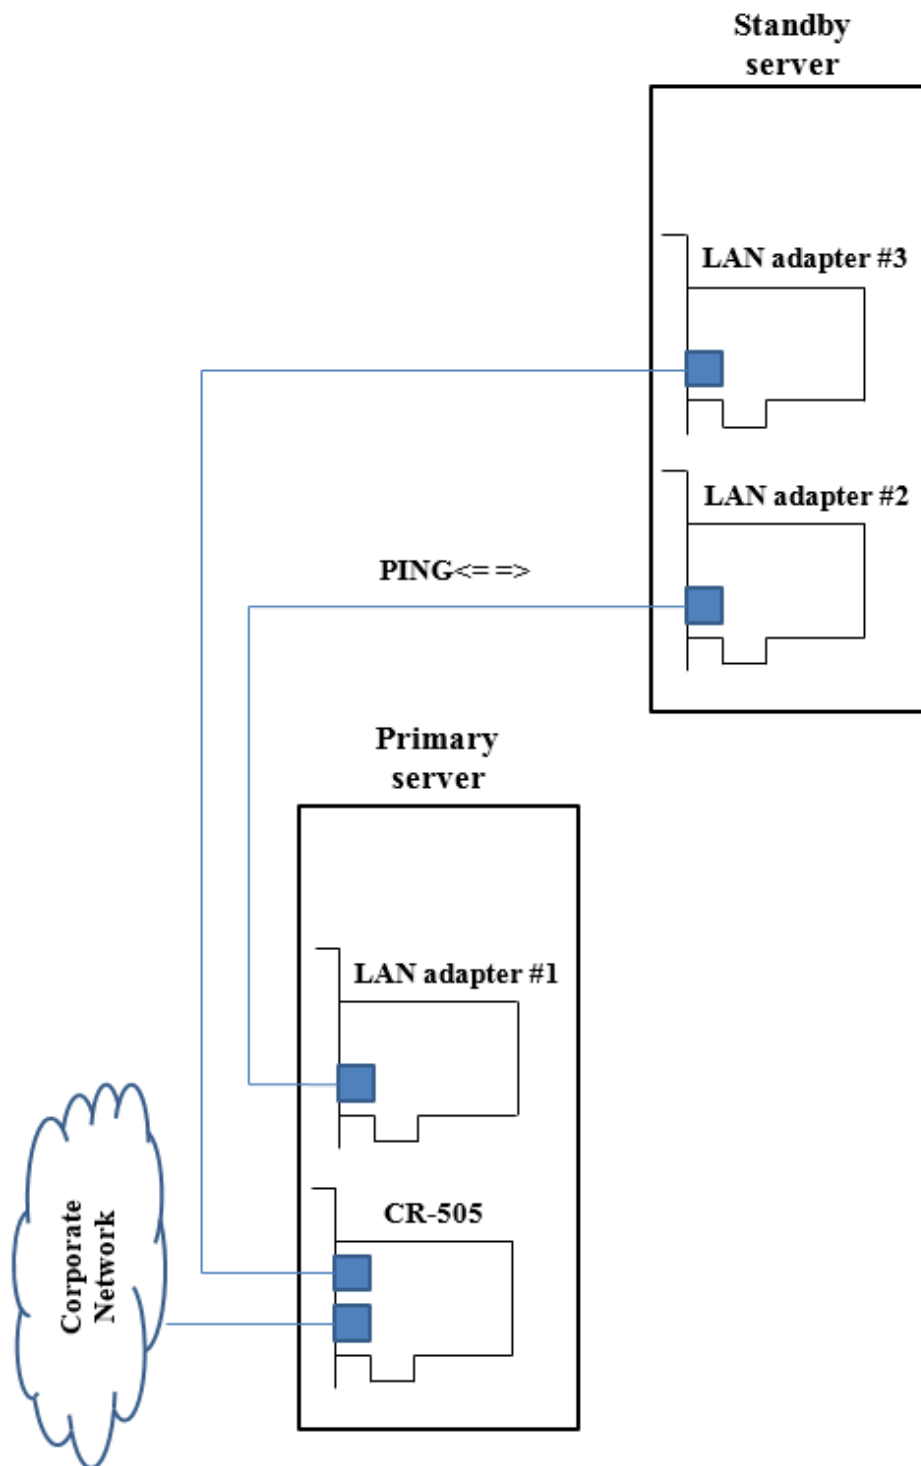 Standby
server
LAN adapter #3
LAN adapter #2
PING<= =>
Primary
server
LAN adapter #1
CR-505
Corporate
Network